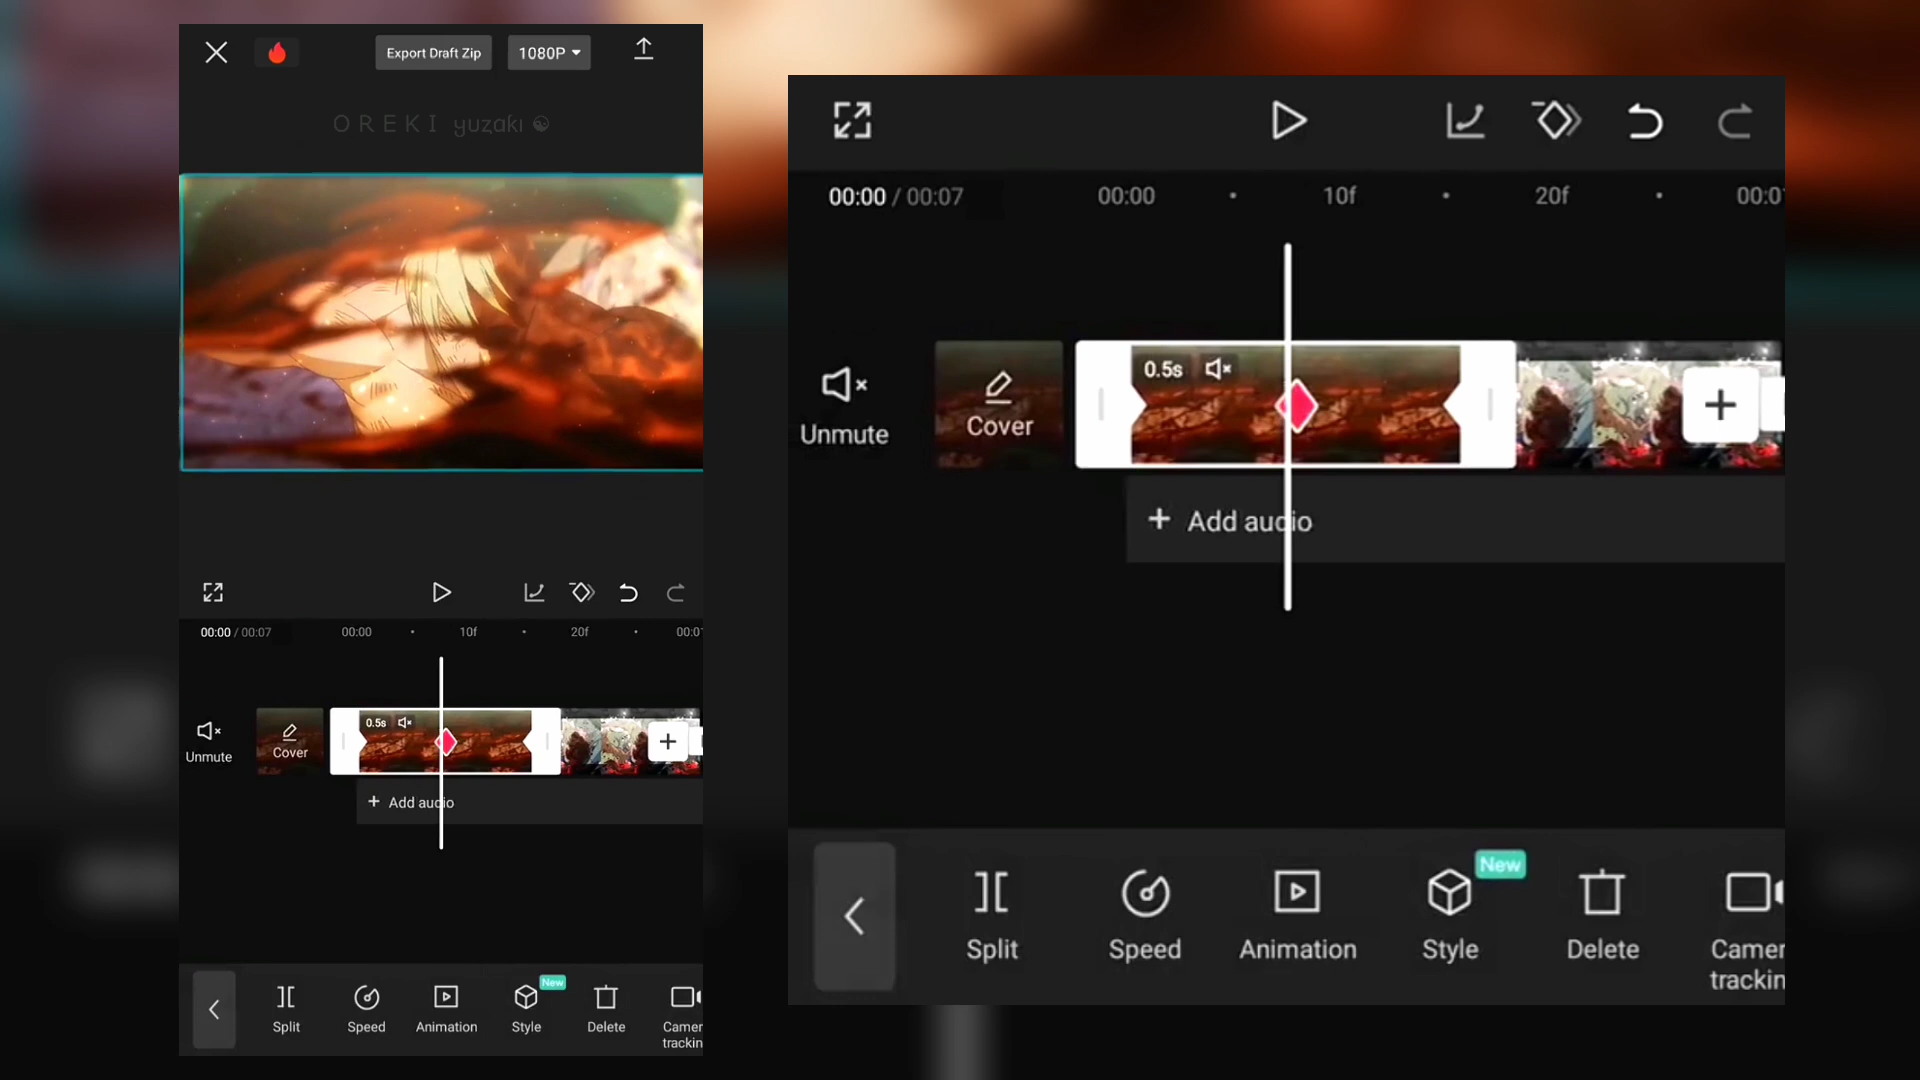 Export Draft Zip
1080P
OREKI yuzaki
00:00 / 00:07
00:00
10f
20f
00:0
0.5s
Unmute
Cover
+ Add audio
Split
Speed
Animation
Style
New
Delete
Camer
trackin
00:00 / 00:07
00:00
10f
20f
00:0
0.5s
Unmute
Cover
+ Add audio
Split
Speed
Animation
Style
New
Delete
Camer
trackin